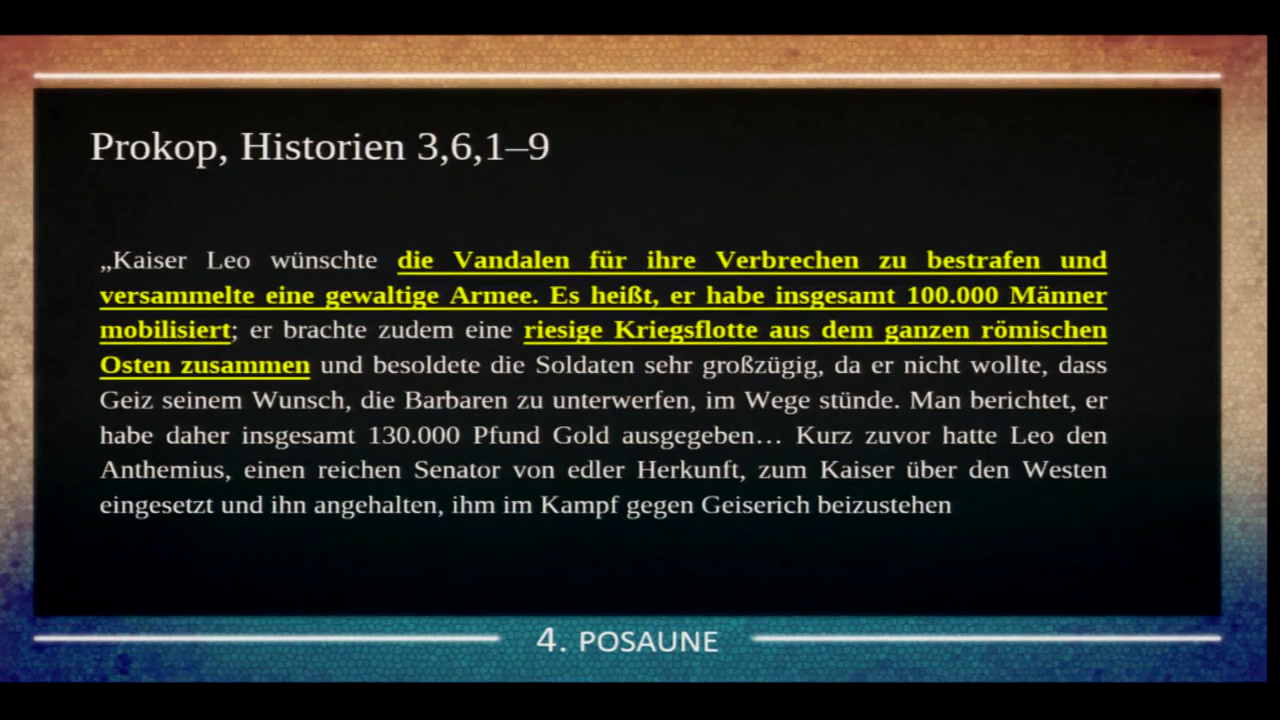 Prokop, Historien 3,6,1–9
„Kaiser Leo wünschte die Vandalen für ihre Verbrechen zu bestrafen und
versammelte eine gewaltige Armee. Es heißt, er habe insgesamt 100.000 Männer
mobilisiert; er brachte zudem eine riesige Kriegsflotte aus dem ganzen römischen
Osten zusammen und besoldete die Soldaten sehr großzügig, da er nicht wollte, dass
Geiz seinem Wunsch, die Barbaren zu unterwerfen, im Wege stünde. Man berichtet, er
habe daher insgesamt 130.000 Pfund Gold ausgegeben… Kurz zuvor hatte Leo den
Anthemius, einen reichen Senator von edler Herkunft, zum Kaiser über den Westen
eingesetzt und ihn angehalten, ihm im Kampf gegen Geiserich beizustehen
4. POSAUNE